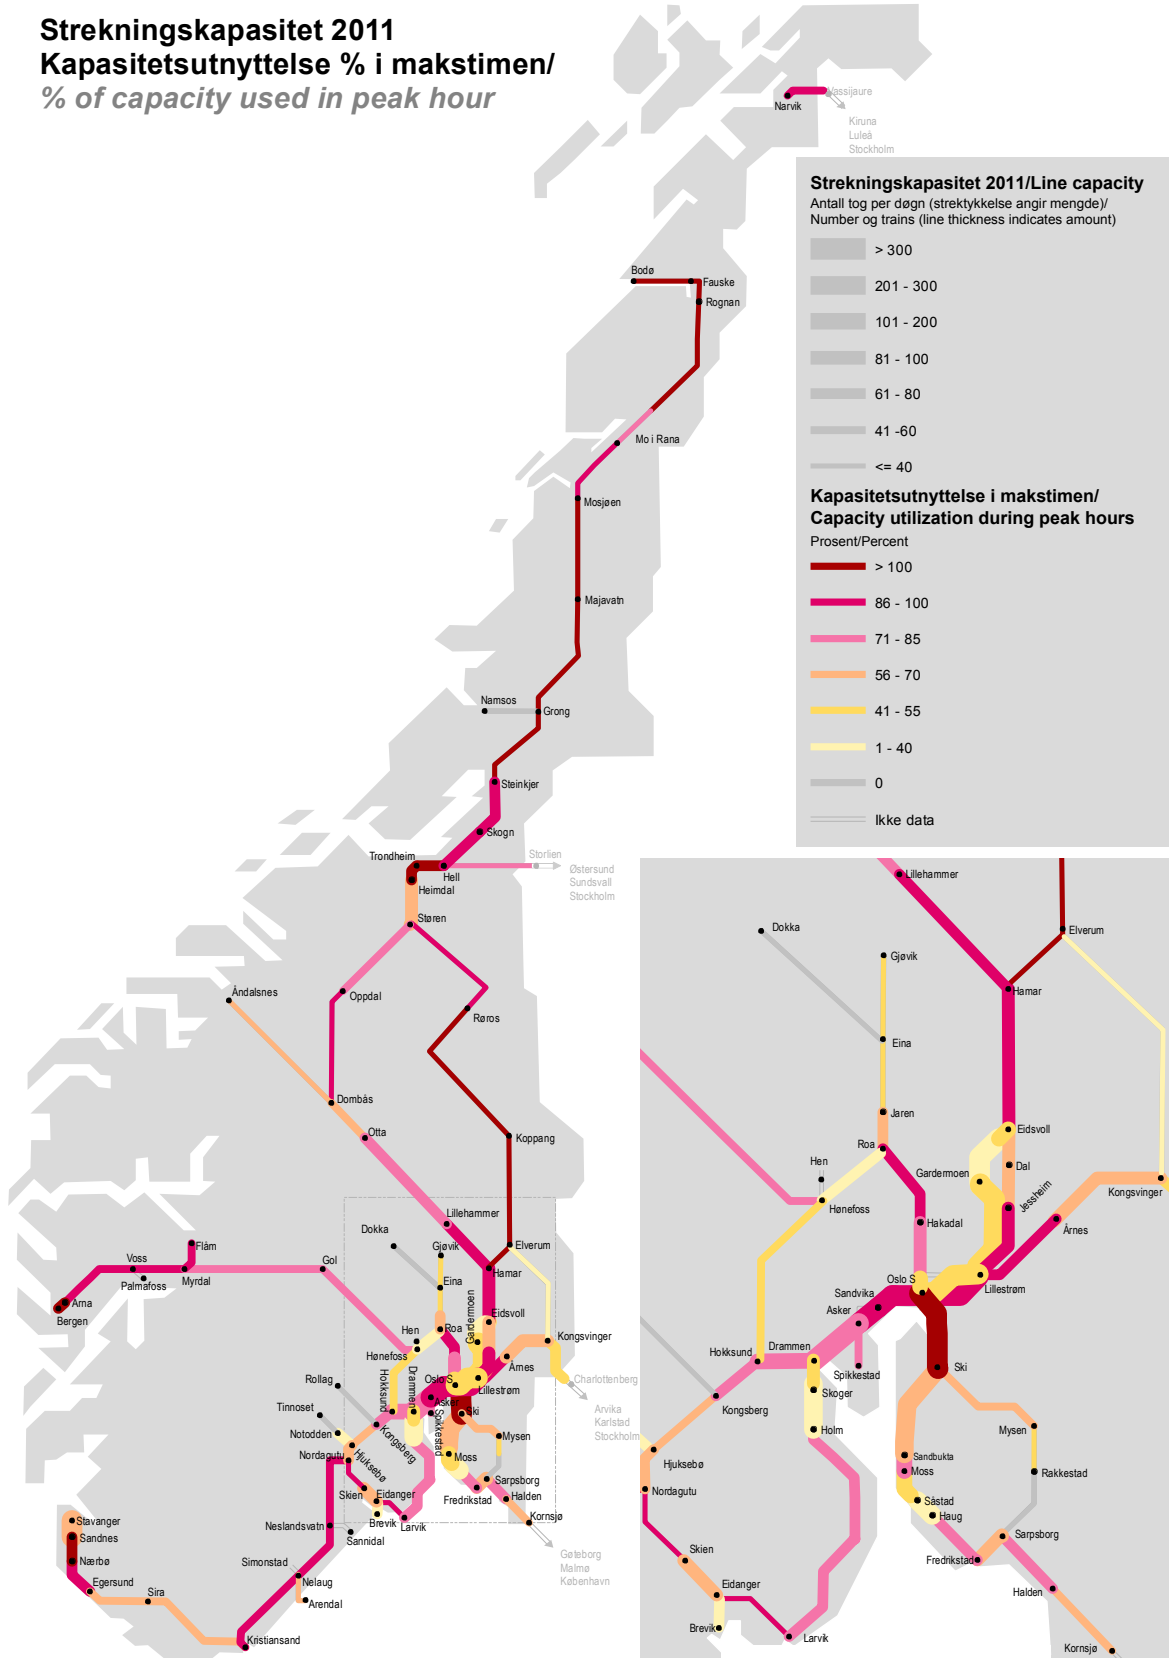 Strekningskapasitet 2011
Kapasitetsutnyttelse % i makstimen/
% of capacity used in peak hour
Vassijaure
Narvik
Kiruna
Luleå
Stockholm
Strekningskapasitet 2011/Line capacity
Antall tog per døgn (strektykkelse angir mengde)/
Number og trains (line thickness indicates amount)
> 300
201 - 300
101 - 200
81 - 100
61 - 80
41 -60
<= 40
Kapasitetsutnyttelse i makstimen/
Capacity utilization during peak hours
Prosent/Percent
> 100
86 - 100
71 - 85
56 - 70
41 - 55
1 - 40
0
Ikke data
Bodø
Fauske
Rognan
Mo i Rana
Mosjøen
Majavatn
Namsos
Grong
Steinkjer
Skogn
Trondheim
Hell
Storlien
Østersund
Sundsvall
Stockholm
Heimdal
Støren
Åndalsnes
Oppdal
Røros
Dombås
Otta
Koppang
Lillehammer
Dokka
Gjøvik
Elverum
Flåm
Voss
Gol
Hamar
Palmafoss
Myrdal
Eina
Arna
Bergen
Gardermoen
Eidsvoll
Roa
Hen
Kongsvinger
Hønefoss
Årnes
Oslo S
Lillestrøm
Charlottenberg
Rollag
Hokksund
Drammen
Asker
Arvika
Karlstad
Stockholm
Tinnoset
Spikkestad
Ski
Notodden
Kongsberg
Mysen
Nordagutu
Hjuksebø
Moss
Sarpsborg
Skien
Eidanger
Fredrikstad
Halden
Brevik
Larvik
Kornsjø
Stavanger
Sandnes
Neslandsvatn
Sannidal
Nærbø
Simonstad
Gøteborg
Malmø
København
Egersund
Sira
Nelaug
Arendal
Kristiansand
Lillehammer
Dokka
Elverum
Gjøvik
Hamar
Eina
Jaren
Roa
Eidsvoll
Hen
Dal
Gardermoen
Kongsvinger
Hønefoss
Jessheim
Hakadal
Årnes
Oslo S
Sandvika
Lillestrøm
Asker
Drammen
Hokksund
Ski
Spikkestad
Skoger
Kongsberg
Holm
Mysen
Hjuksebø
Sandbukta
Moss
Rakkestad
Nordagutu
Såstad
Haug
Sarpsborg
Skien
Fredrikstad
Eidanger
Halden
Brevik
Larvik
Kornsjø